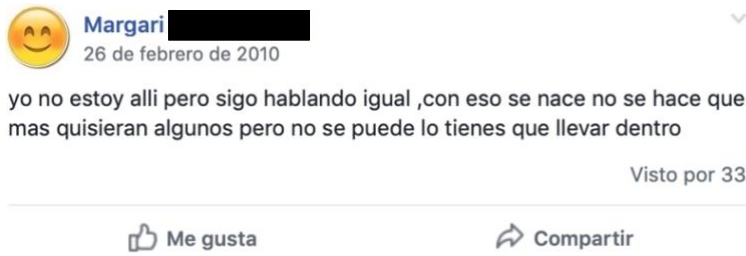 Margari
26 de febrero de 2010
yo no estoy alli pero sigo hablando igual ,con eso se nace no se hace que
mas quisieran algunos pero no se puede lo tienes que llevar dentro
Visto por 33
Me gusta
Compartir